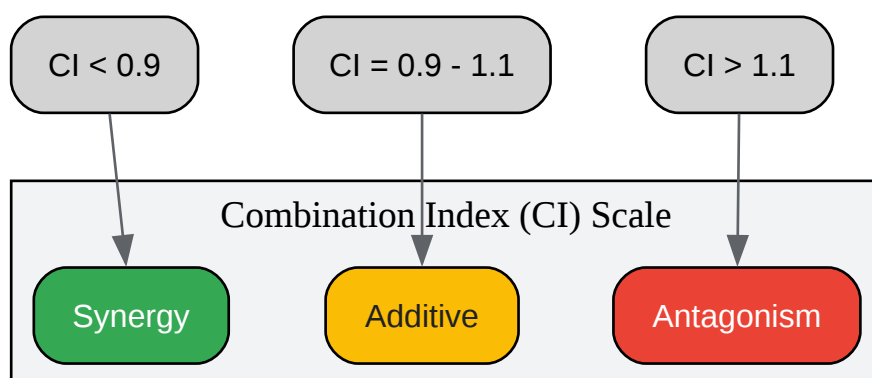 CI < 0.9
CI = 0.9 - 1.1
CI > 1.1
Combination Index (CI) Scale
Synergy
Additive
Antagonism